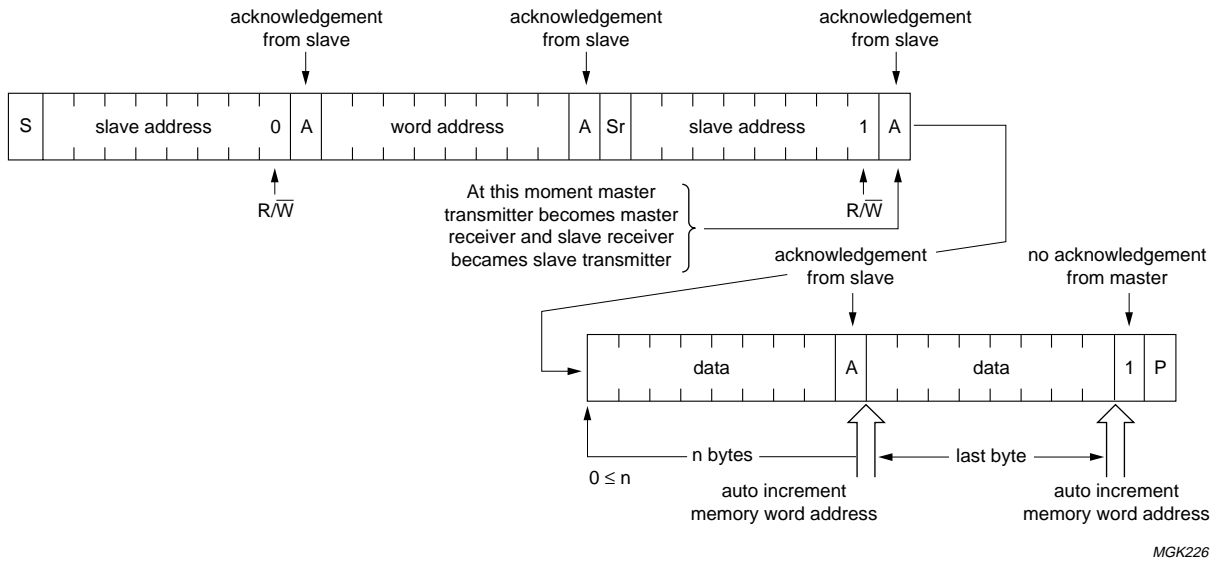 acknowledgement
from slave
acknowledgement
from slave
acknowledgement
from slave
S slave address 0 A word address A Sr slave address 1 A
R/W̅
At this moment master
transmitter becomes master
receiver and slave receiver
becames slave transmitter
R/W̅
acknowledgement
from slave
no acknowledgement
from master
data A data 1 P
n bytes
0 ≤ n
last byte
auto increment
memory word address
auto increment
memory word address
MGK226